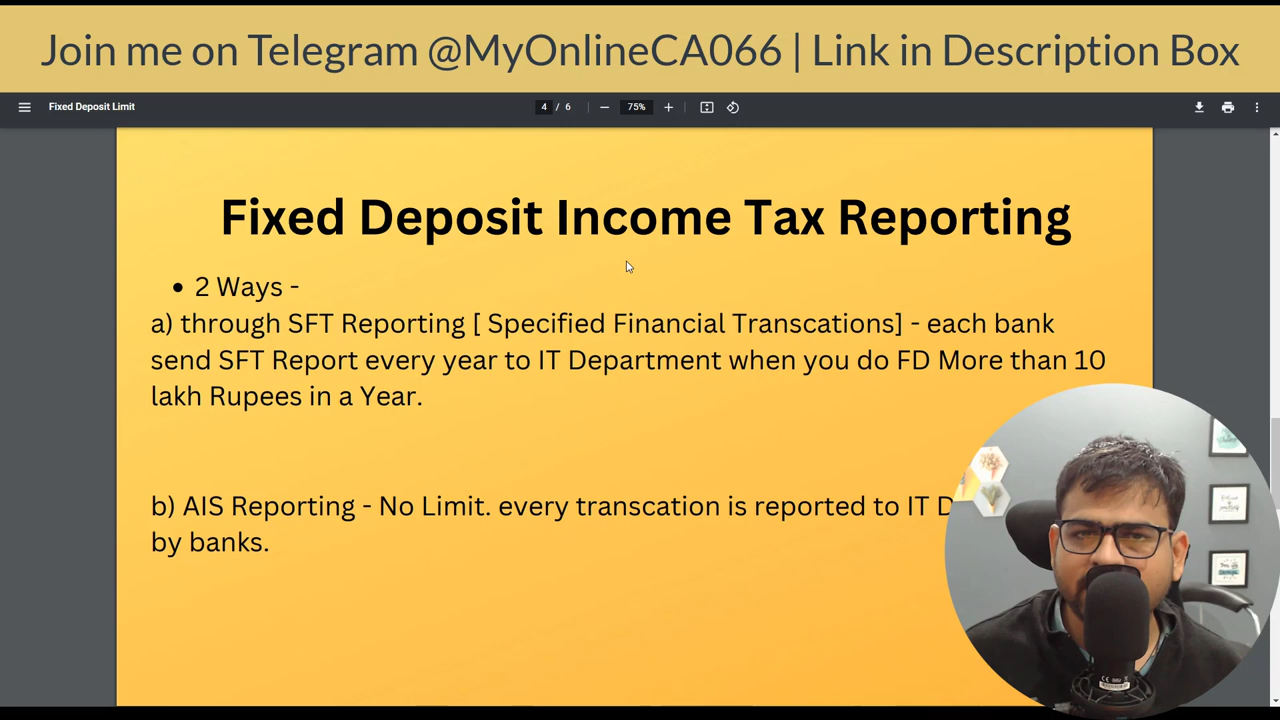 Join me on Telegram @MyOnlineCA066 | Link in Description Box
Fixed Deposit Limit
4 / 6
75%
Fixed Deposit Income Tax Reporting
• 2 Ways -
a) through SFT Reporting [ Specified Financial Transcations] - each bank
send SFT Report every year to IT Department when you do FD More than 10
lakh Rupees in a Year.
b) AIS Reporting - No Limit. every transcation is reported to IT D
by banks.